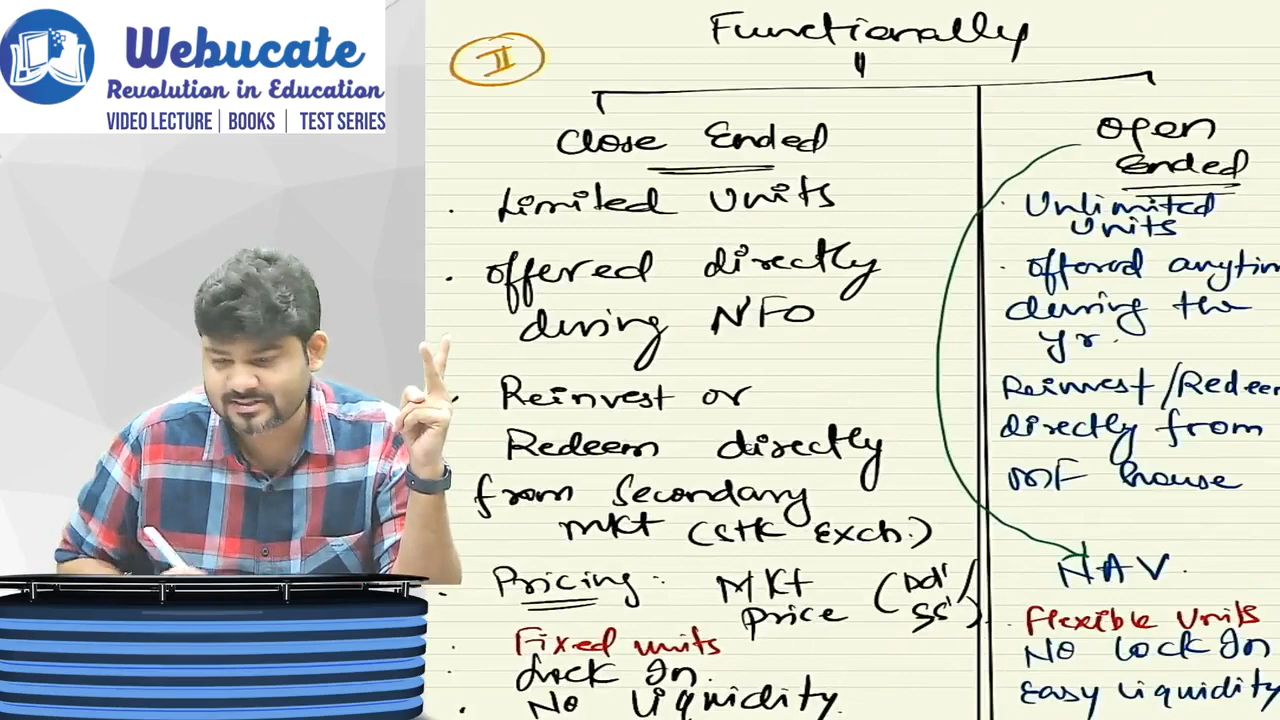 Webucate
Revolution in Education
VIDEO LECTURE | BOOKS | TEST SERIES
II
Functionally
Close Ended
. Limited Units
. Offered directly
during NFO
. Reinvest or
Redeem directly
from Secondary
Mkt (Stk Exch.)
. Pricing: Mkt
Price (Dd/
SS)
. Fixed units
Lock In.
. No liquidity.
Open
Ended
. Unlimited
Units
. Offered anytim
during the
yr.
Reinvest/Redeem
directly from
MF house
NAV.
. Flexible Units
No Lock In
Easy liquidity